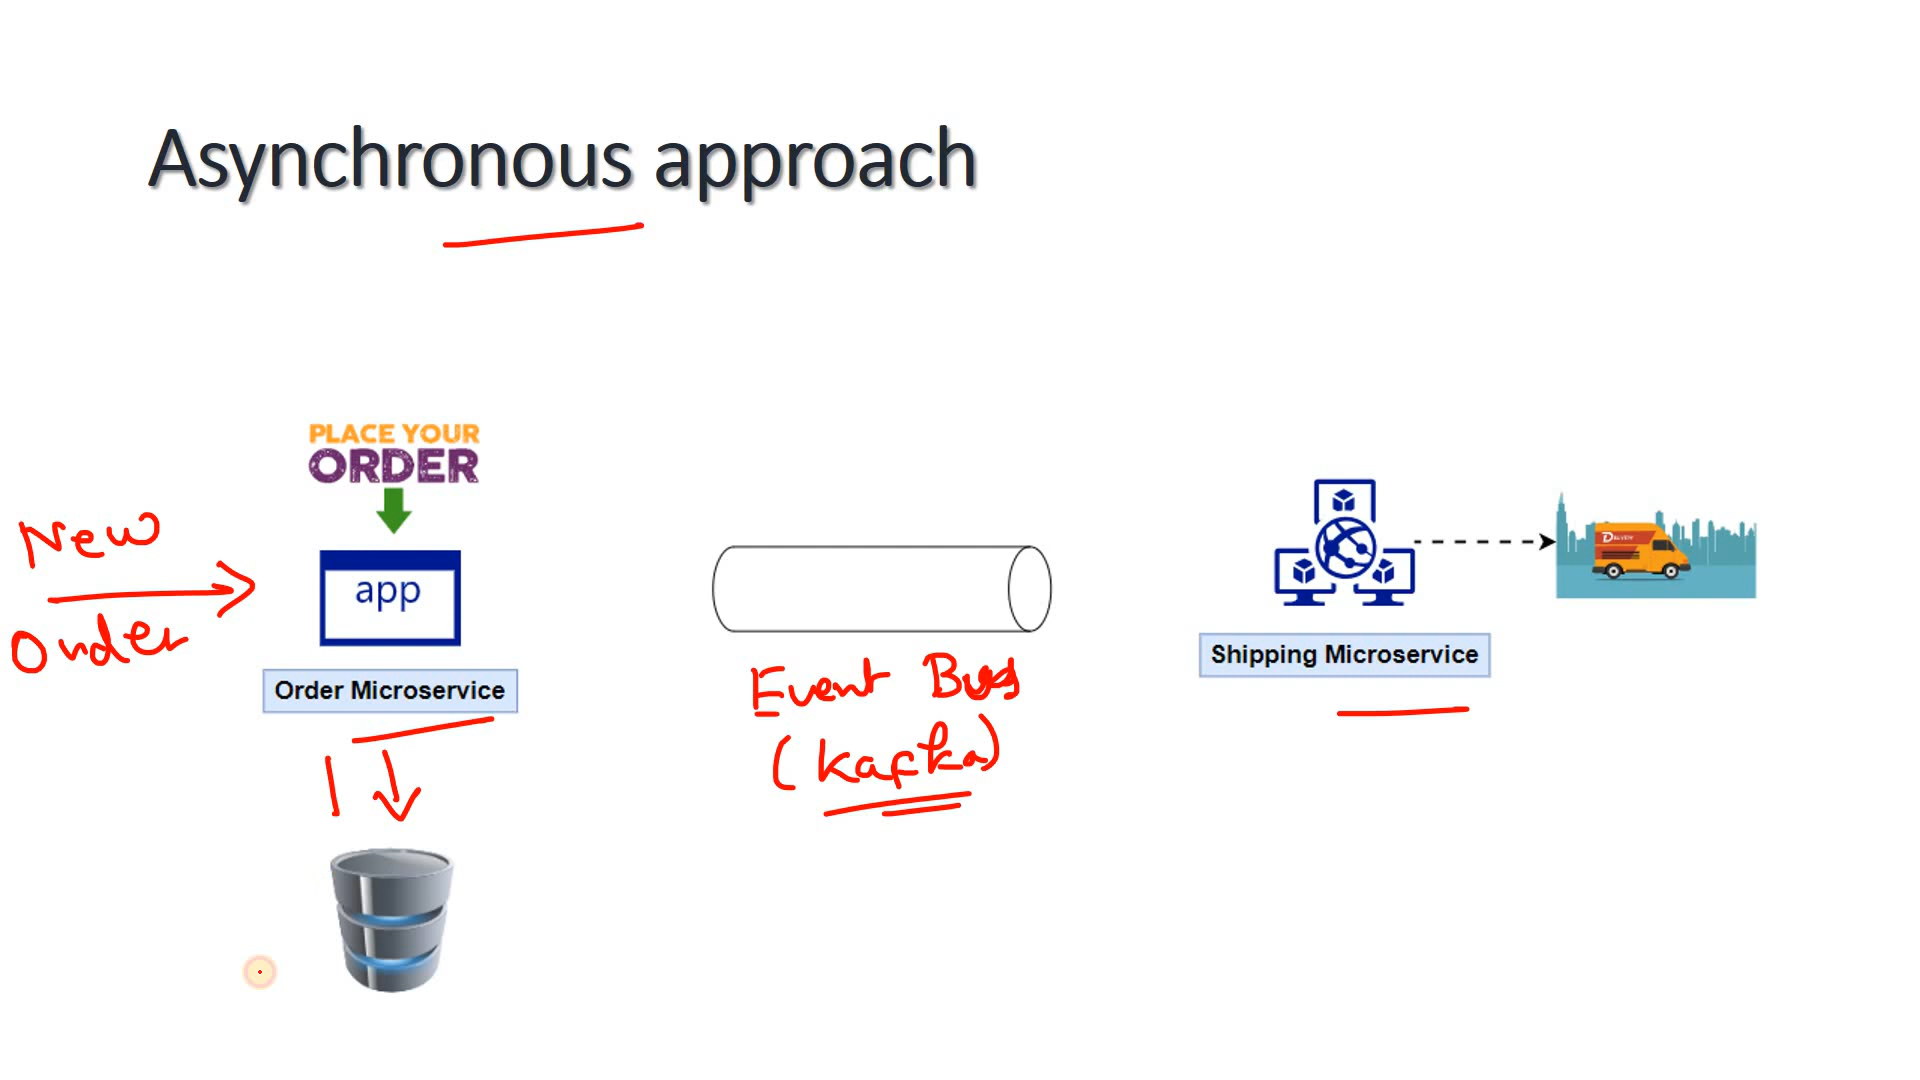 Asynchronous approach
PLACE YOUR
ORDER
New
Order
app
Order Microservice
Event Bus
(Kafka)
Shipping Microservice